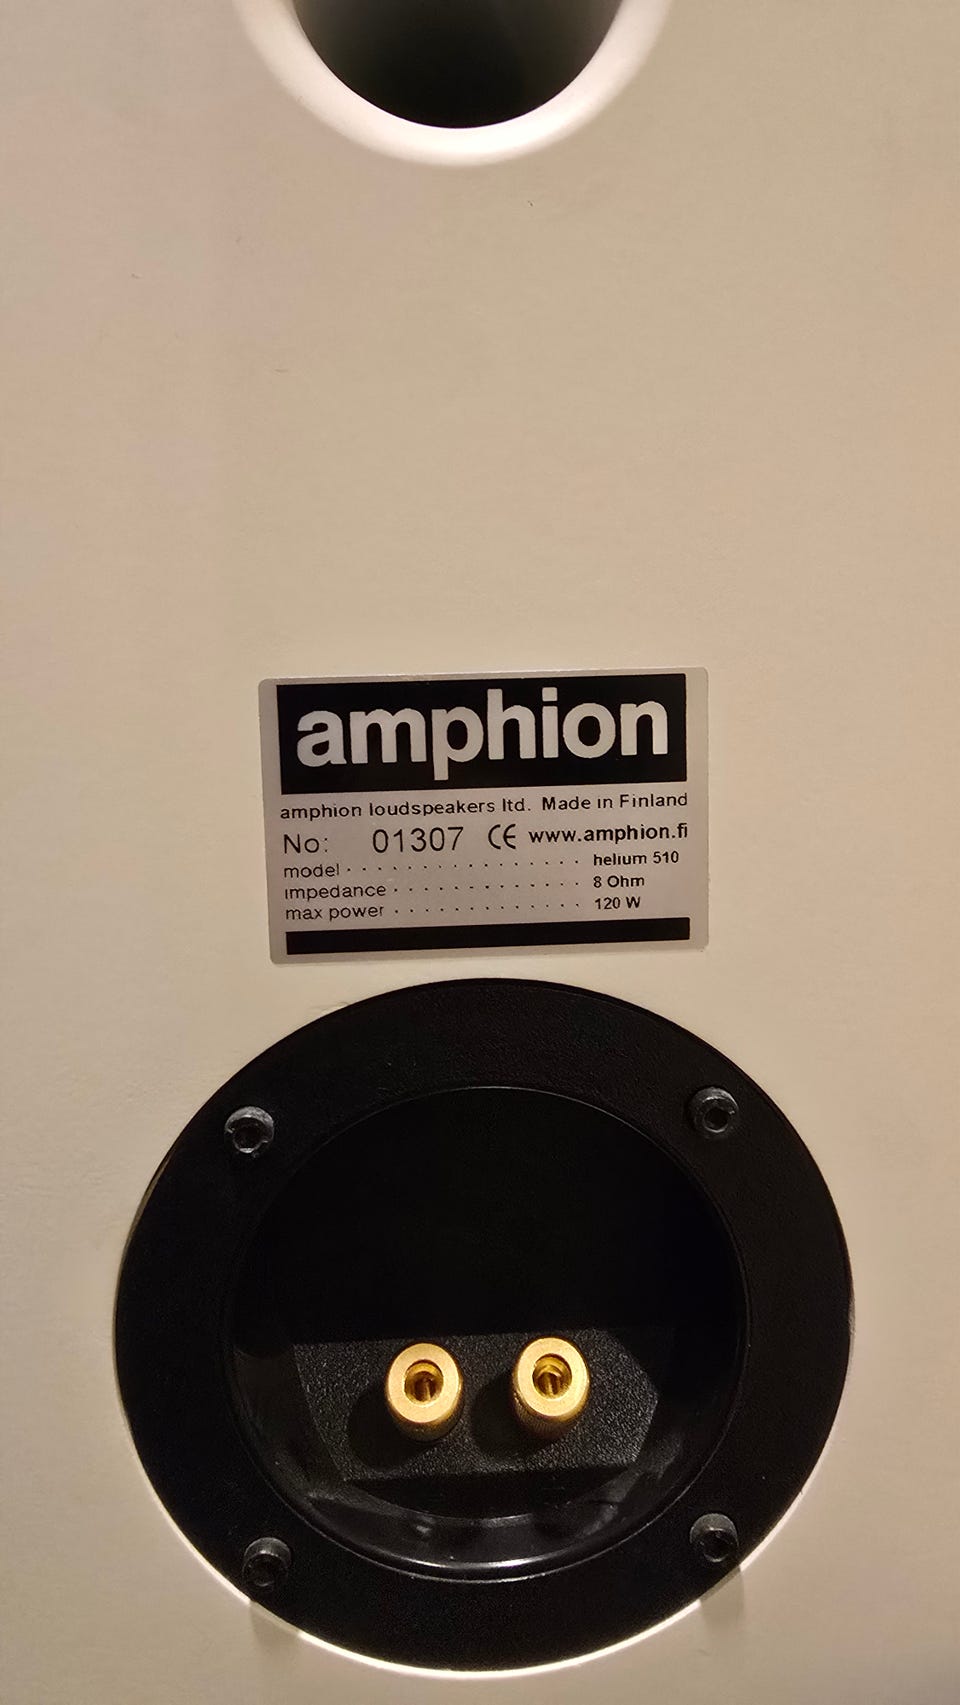 amphion
amphion loudspeakers ltd. Made in Finland
No: 01307 CE www.amphion.fi
model . . . . . . . . . . . . . . helium 510
impedance . . . . . . . . . . . 8 Ohm
max power . . . . . . . . . . . 120 W